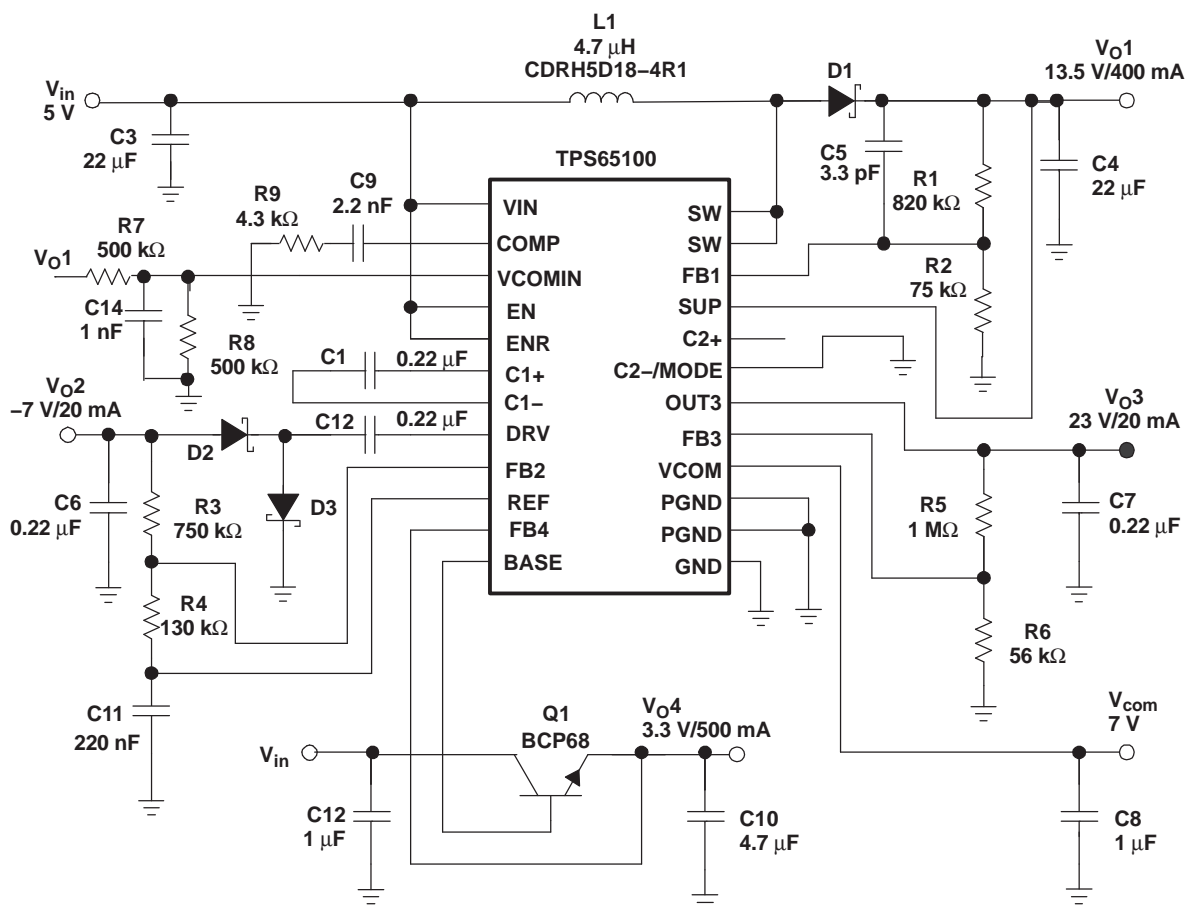 L1
4.7 μH
CDRH5D18–4R1
Vin
5 V
D1
VO1
13.5 V/400 mA
C3
22 μF
C5
3.3 pF
R1
820 kΩ
C4
22 μF
TPS65100
R9
4.3 kΩ
C9
2.2 nF
R7
500 kΩ
VO1
C14
1 nF
R8
500 kΩ
R2
75 kΩ
VIN
COMP
VCOMIN
EN
ENR
C1+
C1–
DRV
FB2
REF
FB4
BASE
SW
SW
FB1
SUP
C2+
C2–/MODE
OUT3
FB3
VCOM
PGND
PGND
GND
C1
0.22 μF
C12
0.22 μF
VO2
–7 V/20 mA
D2
D3
C6
0.22 μF
R3
750 kΩ
R4
130 kΩ
C11
220 nF
VO3
23 V/20 mA
R5
1 MΩ
C7
0.22 μF
R6
56 kΩ
Vin
C12
1 μF
Q1
BCP68
VO4
3.3 V/500 mA
C10
4.7 μF
Vcom
7 V
C8
1 μF